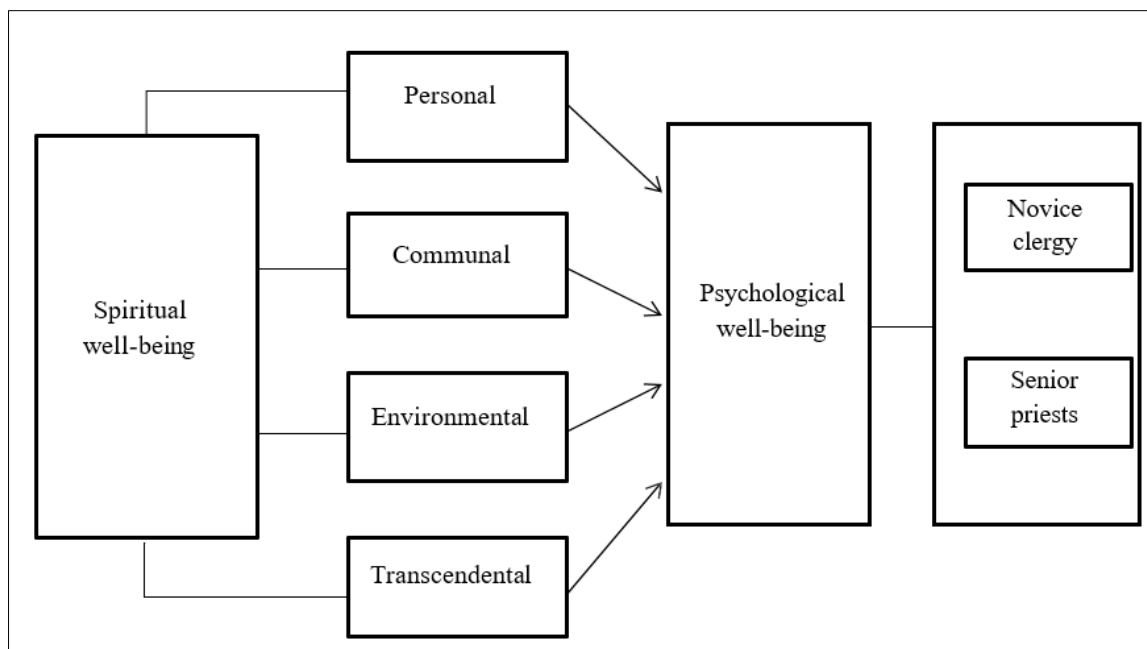 Personal
Communal
Spiritual
well-being
Environmental
Transcendental
Psychological
well-being
Novice
clergy
Senior
priests